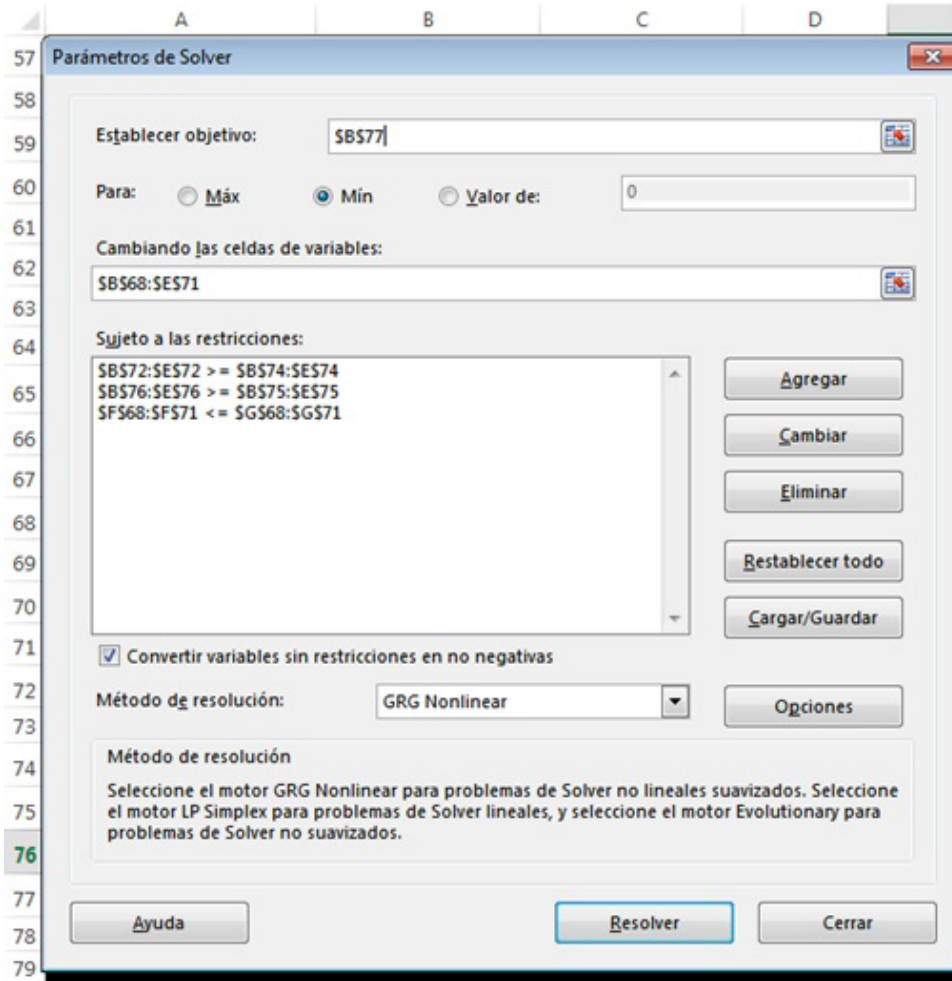 A B C D
57
Parámetros de Solver
58
59
Establecer objetivo: $B$77
60
Para: Máx Mín Valor de: 0
61
Cambiando las celdas de variables:
62
$B$68:$E$71
63
64
Sujeto a las restricciones:
$B$72:$E$72 >= $B$74:$E$74
65
$B$76:$E$76 >= $B$75:$E$75
$F$68:$F$71 <= $G$68:$G$71
Agregar
66
Cambiar
67
Eliminar
68
69
Restablecer todo
70
Cargar/Guardar
71
Convertir variables sin restricciones en no negativas
72
Método de resolución: GRG Nonlinear Opciones
73
74
Método de resolución
75
Seleccione el motor GRG Nonlinear para problemas de Solver no lineales suavizados. Seleccione
el motor LP Simplex para problemas de Solver lineales, y seleccione el motor Evolutionary para
problemas de Solver no suavizados.
76
77
Ayuda Resolver Cerrar
78
79